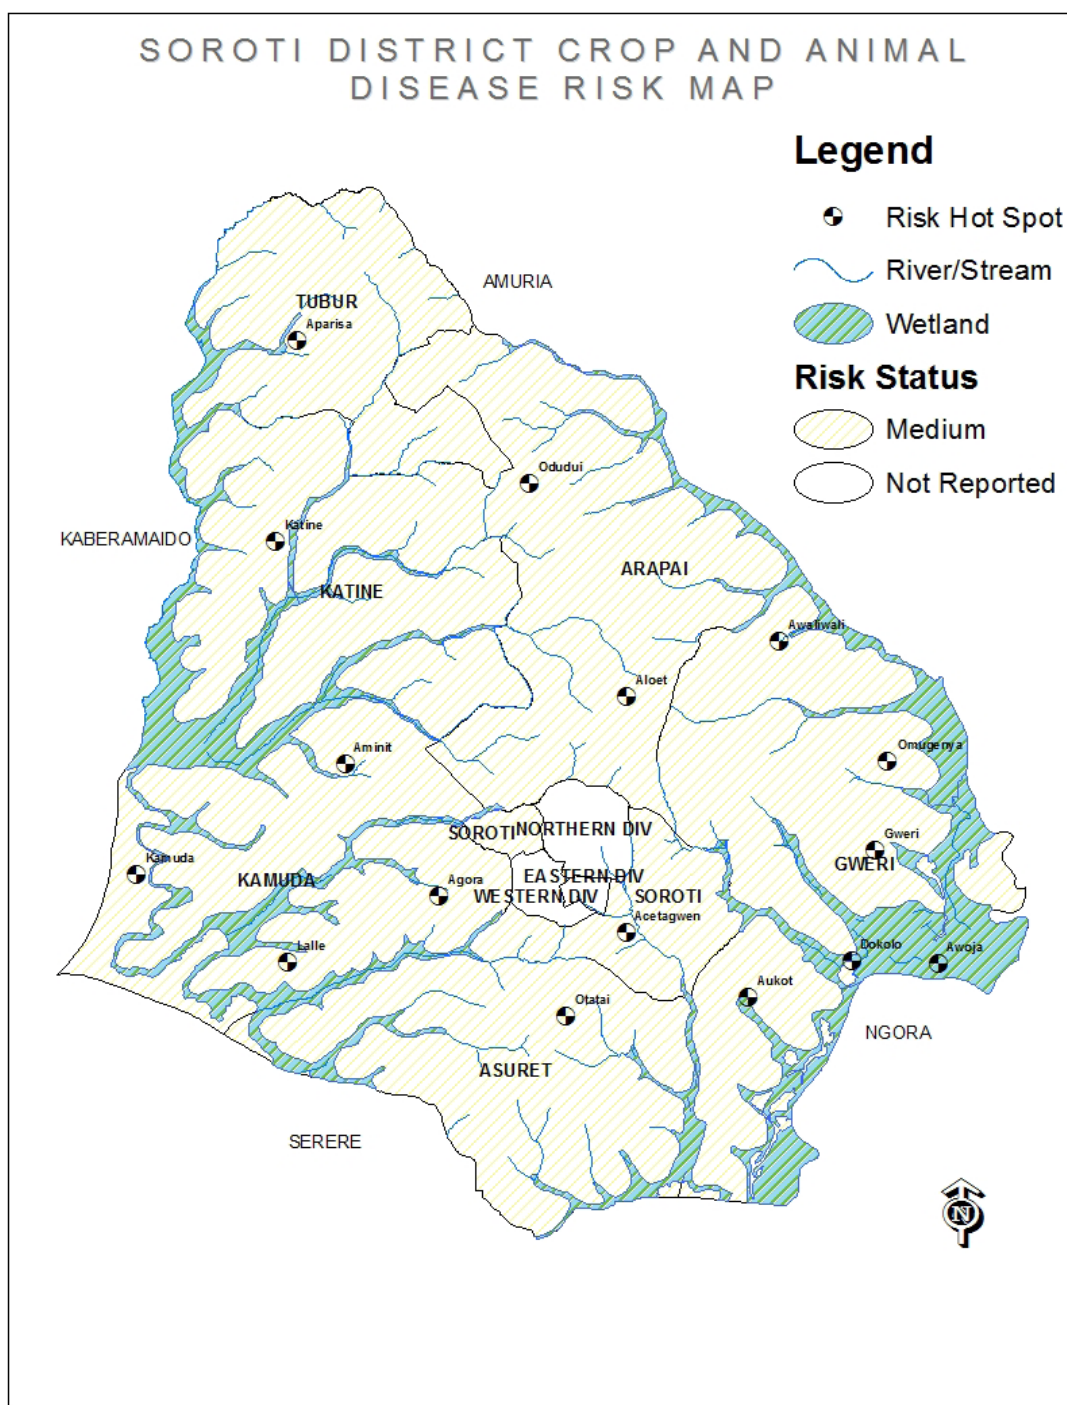 SOROTI DISTRICT CROP AND ANIMAL
DISEASE RISK MAP
Legend
Risk Hot Spot
River/Stream
Wetland
Risk Status
Medium
Not Reported
AMURIA
TUBUR
Aparisa
Odudui
Katine
KABERAMAIDO
ARAPAI
KATINE
Awaliwali
Aloet
Aminit
Omugenya
SOROTI
NORTHERN DIV
Gweri
GWERI
Kamuda
KAMUDA
Agora
EASTERN DIV
WESTERN DIV
SOROTI
Acetagwen
Lalle
Dokolo
Awoja
Aukot
Otatai
NGORA
ASURET
SERERE
N